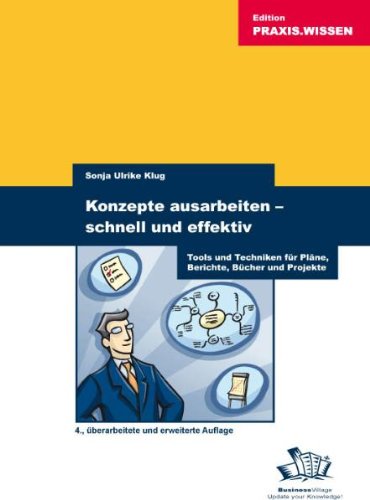 Edition
PRAXIS.WISSEN
Sonja Ulrike Klug
Konzepte ausarbeiten –
schnell und effektiv
Tools und Techniken für Pläne,
Berichte, Bücher und Projekte
4., überarbeitete und erweiterte Auflage
BusinessVillage
Update your Knowledge!